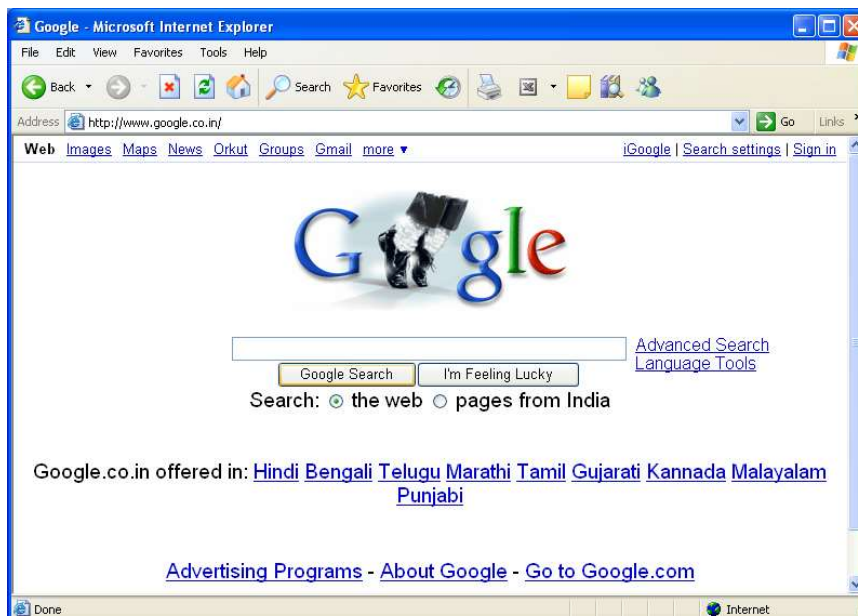 Google - Microsoft Internet Explorer
File Edit View Favorites Tools Help
Back Search Favorites
Address http://www.google.co.in/ Go Links
Web Images Maps News Orkut Groups Gmail more ▼ iGoogle | Search settings | Sign in
G gle
Advanced Search
Language Tools
Google Search I'm Feeling Lucky
Search: the web pages from India
Google.co.in offered in: Hindi Bengali Telugu Marathi Tamil Gujarati Kannada Malayalam
Punjabi
Advertising Programs - About Google - Go to Google.com
Done Internet